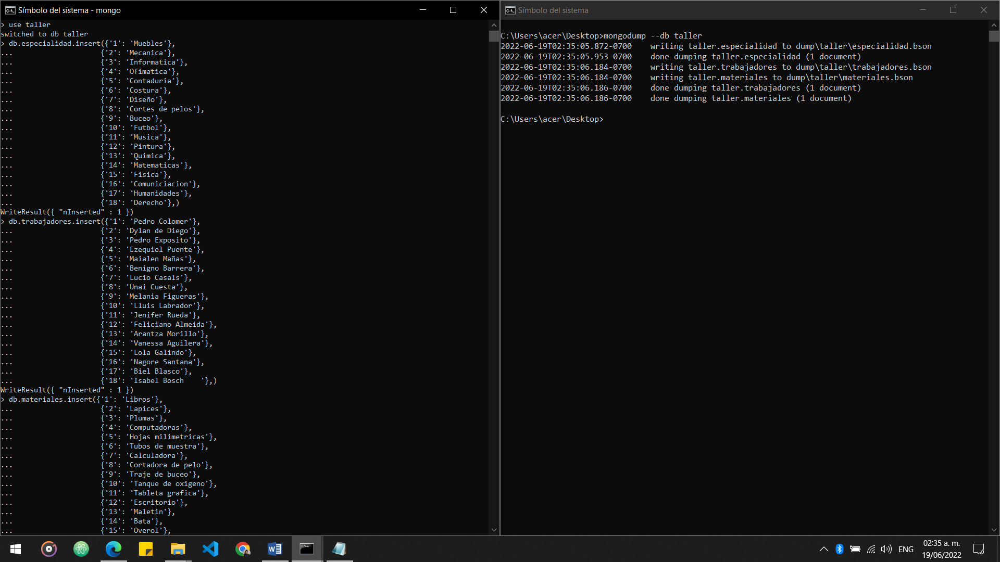 Símbolo del sistema - mongo
> use taller
switched to db taller
> db.especialidad.insert({'1': 'Muebles'},
... {'2': 'Mecanica'},
... {'3': 'Informatica'},
... {'4': 'Ofimatica'},
... {'5': 'Contaduria'},
... {'6': 'Costura'},
... {'7': 'Diseño'},
... {'8': 'Cortes de pelos'},
... {'9': 'Buceo'},
... {'10': 'Futbol'},
... {'11': 'Musica'},
... {'12': 'Pintura'},
... {'13': 'Quimica'},
... {'14': 'Matematicas'},
... {'15': 'Fisica'},
... {'16': 'Comuniciacion'},
... {'17': 'Humanidades'},
... {'18': 'Derecho'},)
WriteResult({ "nInserted" : 1 })
> db.trabajadores.insert({'1': 'Pedro Colomer'},
... {'2': 'Dylan de Diego'},
... {'3': 'Pedro Exposito'},
... {'4': 'Ezequiel Puente'},
... {'5': 'Maialen Mañas'},
... {'6': 'Benigno Barrera'},
... {'7': 'Lucio Casals'},
... {'8': 'Unai Cuesta'},
... {'9': 'Melania Figueras'},
... {'10': 'Lluis Labrador'},
... {'11': 'Jenifer Rueda'},
... {'12': 'Feliciano Almeida'},
... {'13': 'Arantza Morillo'},
... {'14': 'Vanessa Aguilera'},
... {'15': 'Lola Galindo'},
... {'16': 'Nagore Santana'},
... {'17': 'Biel Blasco'},
... {'18': 'Isabel Bosch    '},)
WriteResult({ "nInserted" : 1 })
> db.materiales.insert({'1': 'Libros'},
... {'2': 'Lapices'},
... {'3': 'Plumas'},
... {'4': 'Computadoras'},
... {'5': 'Hojas milimetricas'},
... {'6': 'Tubos de muestra'},
... {'7': 'Calculadora'},
... {'8': 'Cortadora de pelo'},
... {'9': 'Traje de buceo'},
... {'10': 'Tanque de oxigeno'},
... {'11': 'Tableta grafica'},
... {'12': 'Escritorio'},
... {'13': 'Maletin'},
... {'14': 'Bata'},
... {'15': 'Overol'},
Símbolo del sistema
C:\Users\acer\Desktop>mongodump --db taller
2022-06-19T02:35:05.872-0700    writing taller.especialidad to dump\taller\especialidad.bson
2022-06-19T02:35:05.953-0700    done dumping taller.especialidad (1 document)
2022-06-19T02:35:06.184-0700    writing taller.trabajadores to dump\taller\trabajadores.bson
2022-06-19T02:35:06.184-0700    writing taller.materiales to dump\taller\materiales.bson
2022-06-19T02:35:06.186-0700    done dumping taller.trabajadores (1 document)
2022-06-19T02:35:06.186-0700    done dumping taller.materiales (1 document)
C:\Users\acer\Desktop>
ENG
02:35 a. m.
19/06/2022